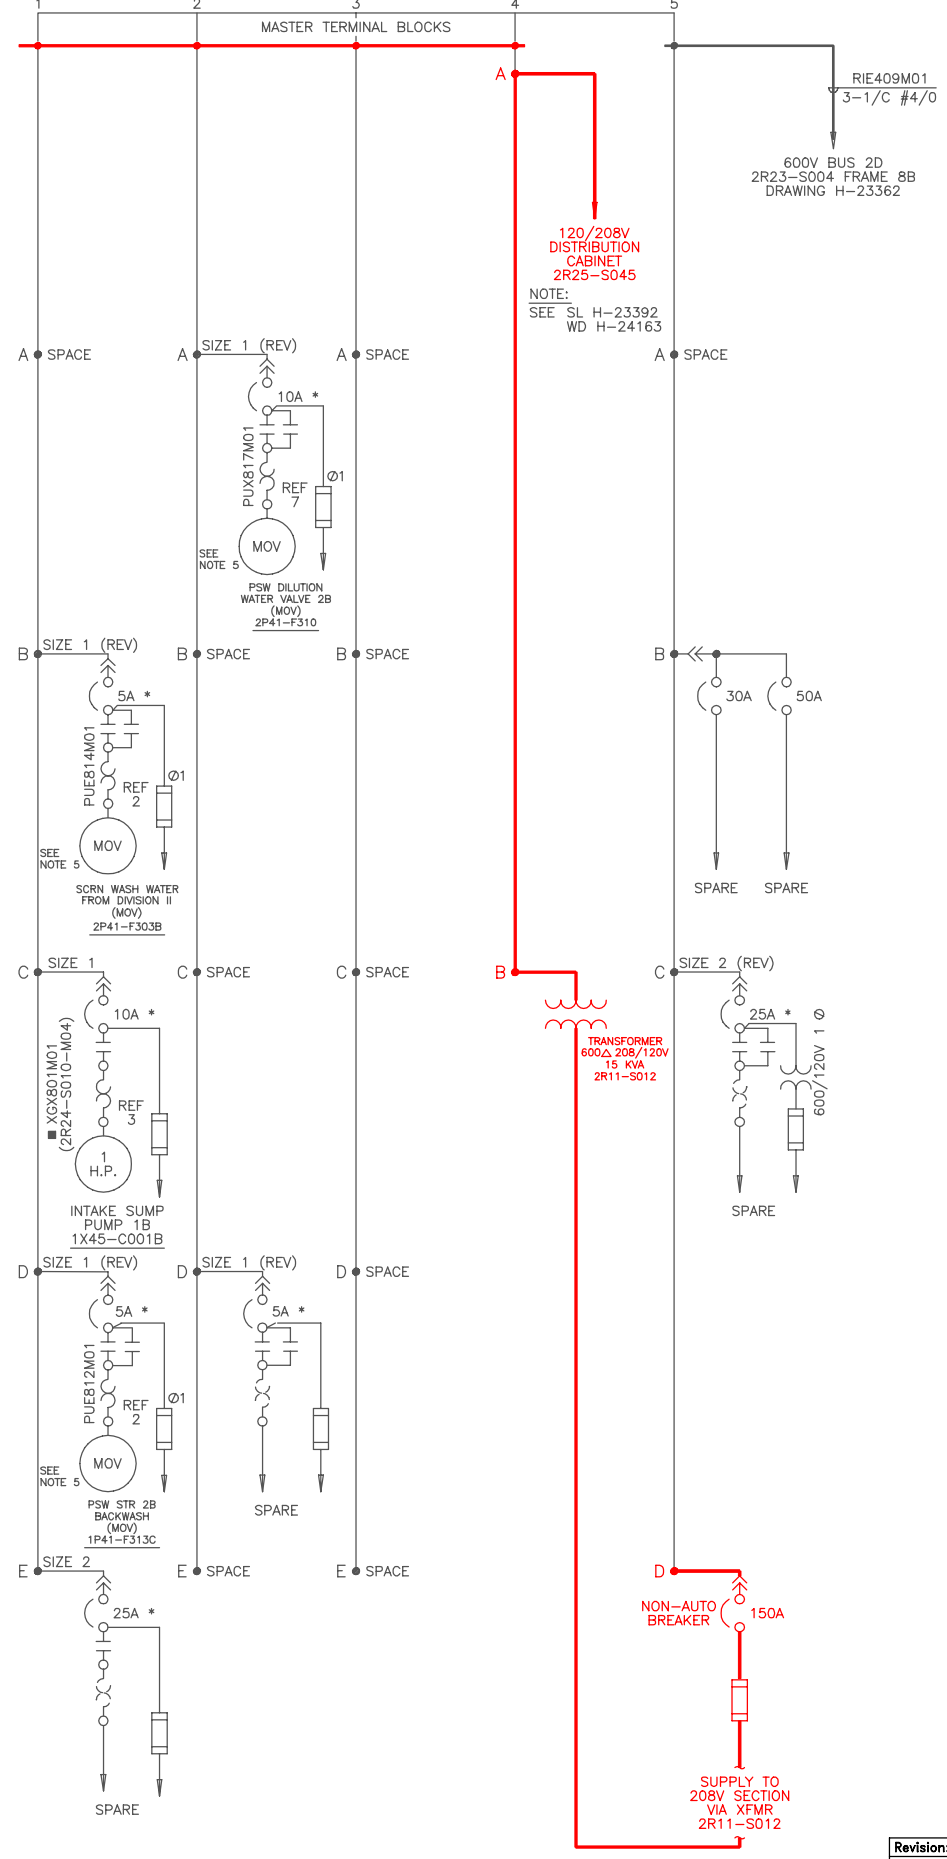 1 2 3 4 5
MASTER TERMINAL BLOCKS
A
RIE409M01
3-1/C #4/0
600V BUS 2D
2R23-S004 FRAME 8B
DRAWING H-23362
120/208V
DISTRIBUTION
CABINET
2R25-S045
NOTE:
SEE SL H-23392
WD H-24163
A SPACE
A SIZE 1 (REV)
10A *
PUX817M01
REF
7
Ø1
MOV
SEE
NOTE 5
PSW DILUTION
WATER VALVE 2B
(MOV)
2P41-F310
A SPACE
A SPACE
B SIZE 1 (REV)
5A *
PUE814M01
REF
2
Ø1
MOV
SEE
NOTE 5
SCRN WASH WATER
FROM DIVISION II
(MOV)
2P41-F303B
B SPACE
B SPACE
B
30A
50A
SPARE
SPARE
C SIZE 1
10A *
■ XGX801M01
(2R24-S010-M04)
REF
3
1
H.P.
INTAKE SUMP
PUMP 1B
1X45-C001B
C SPACE
C SPACE
B
TRANSFORMER
600△ 208/120V
15 KVA
2R11-S012
C SIZE 2 (REV)
25A *
600/120V 1 Ø
SPARE
D SIZE 1 (REV)
5A *
PUE812M01
REF
2
Ø1
MOV
SEE
NOTE 5
PSW STR 2B
BACKWASH
(MOV)
1P41-F313C
D SIZE 1 (REV)
5A *
SPARE
D SPACE
E SIZE 2
25A *
SPARE
E SPACE
E SPACE
D
NON-AUTO
BREAKER
150A
SUPPLY TO
208V SECTION
VIA XFMR
2R11-S012
Revision: